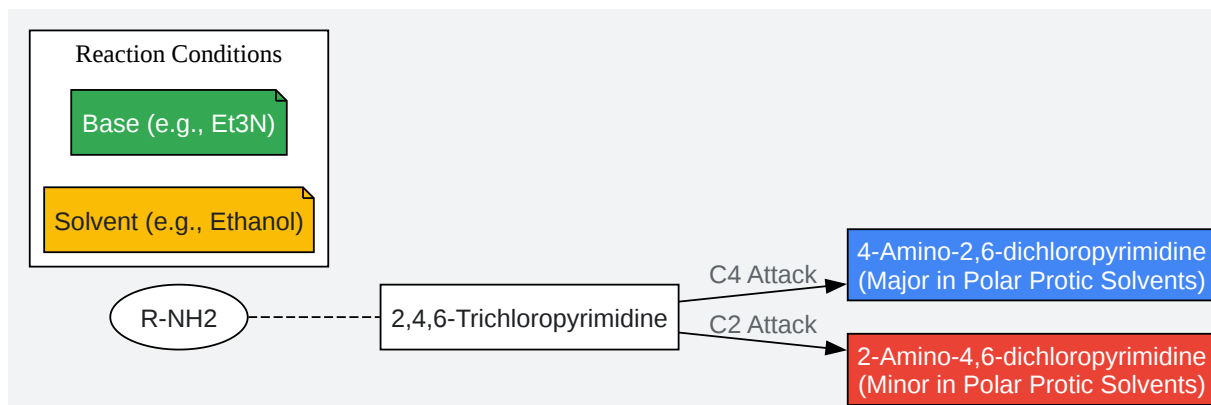 Reaction Conditions
Base (e.g., Et3N)
Solvent (e.g., Ethanol)
R-NH2
2,4,6-Trichloropyrimidine
C4 Attack
C2 Attack
4-Amino-2,6-dichloropyrimidine
(Major in Polar Protic Solvents)
2-Amino-4,6-dichloropyrimidine
(Minor in Polar Protic Solvents)